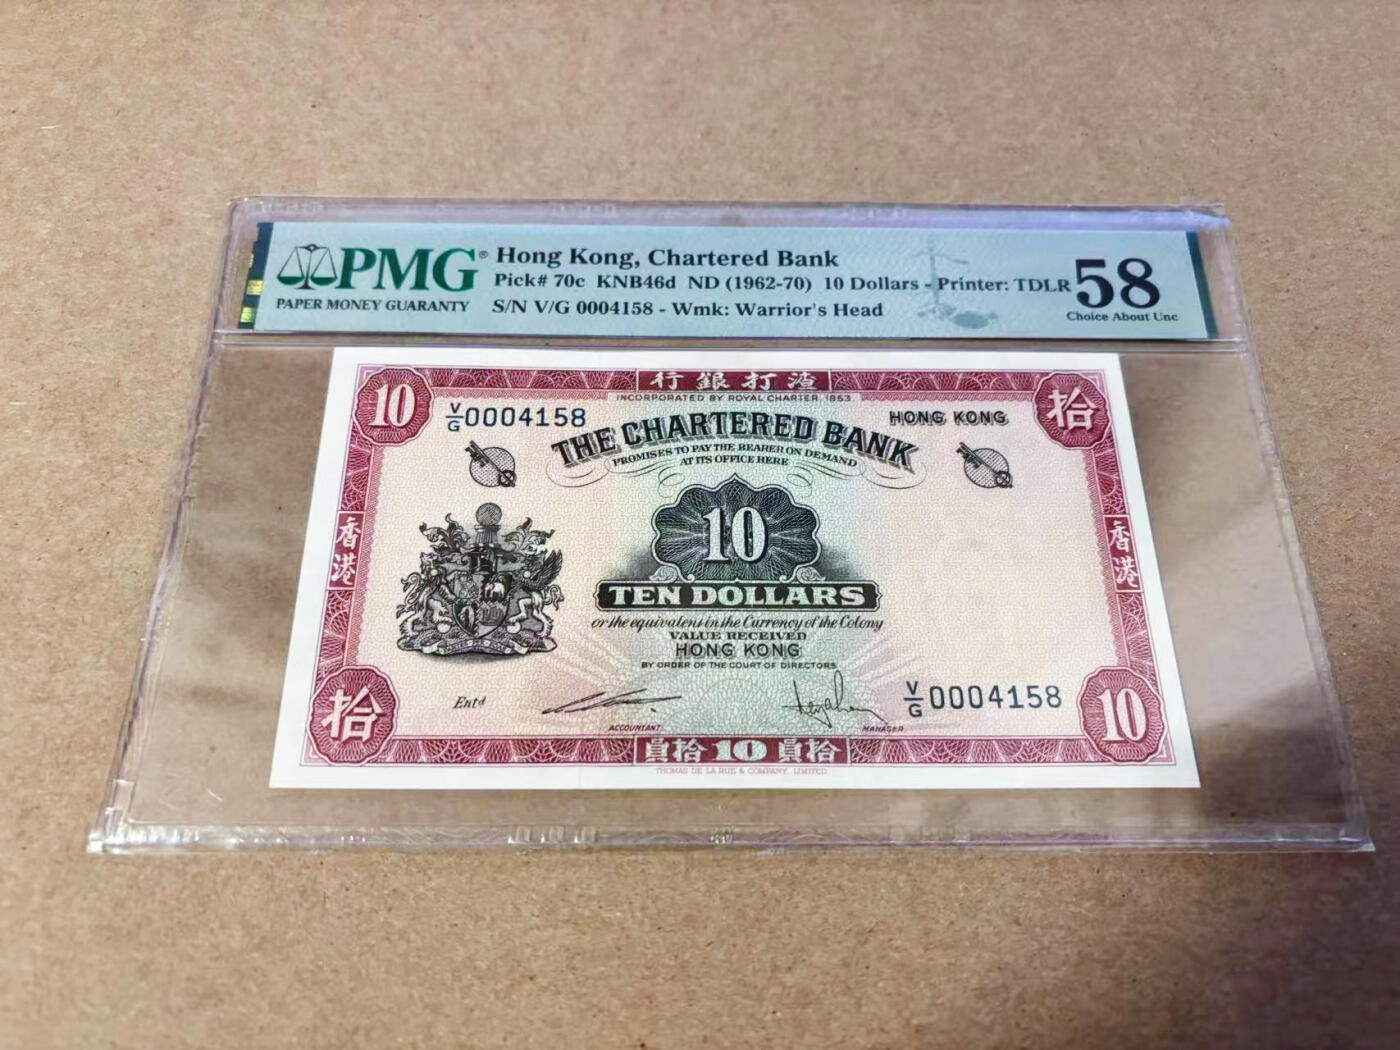 PMG®
PAPER MONEY GUARANTY
Hong Kong, Chartered Bank
Pick# 70c KNB46d ND (1962-70) 10 Dollars - Printer: TDLR
S/N V/G 0004158 - Wmk: Warrior's Head
58
Choice About Unc
10
行銀打渣
拾
INCORPORATED BY ROYAL CHARTER 1853
V/G 0004158
HONG KONG
THE CHARTERED BANK
PROMISES TO PAY THE BEARER ON DEMAND
AT ITS OFFICE HERE
10
香港
香港
TEN DOLLARS
or the equivalent in the Currency of the Colony
VALUE RECEIVED
HONG KONG
BY ORDER OF THE COURT OF DIRECTORS
Entd
V/G 0004158
ACCOUNTANT
MANAGER
拾
員拾10員拾
10
THOMAS DE LA RUE & COMPANY, LIMITED